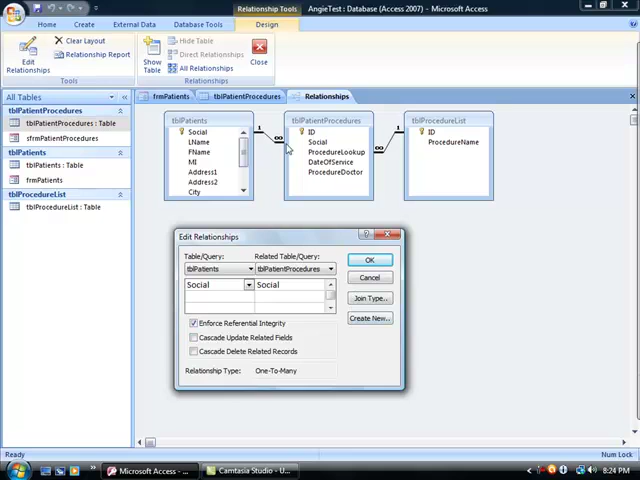 Relationship Tools
AngieTest : Database (Access 2007) - Microsoft Access
Home
Create
External Data
Database Tools
Design
Edit
Relationships
Clear Layout
Relationship Report
Tools
Show
Table
Hide Table
Direct Relationships
All Relationships
Relationships
Close
All Tables
tblPatientProcedures
tblPatientProcedures : Table
sfrmPatients
tblPatients
tblPatients : Table
frmPatients
tblProcedureList
tblProcedureList : Table
frmPatients
tblPatientProcedures
Relationships
tblPatients
Social
LName
FName
MI
Address1
Address2
City
1
∞
tblPatientProcedures
ID
Social
ProcedureLookup
DateOfService
ProcedureDoctor
∞
1
tblProcedureList
ID
ProcedureName
Edit Relationships
Table/Query:
Related Table/Query:
tblPatients
tblPatientProcedures
Social
Social
OK
Cancel
Join Type..
Create New..
Enforce Referential Integrity
Cascade Update Related Fields
Cascade Delete Related Records
Relationship Type:
One-To-Many
Ready
Num Lock
Microsoft Access - ...
Camtasia Studio - U...
8:24 PM